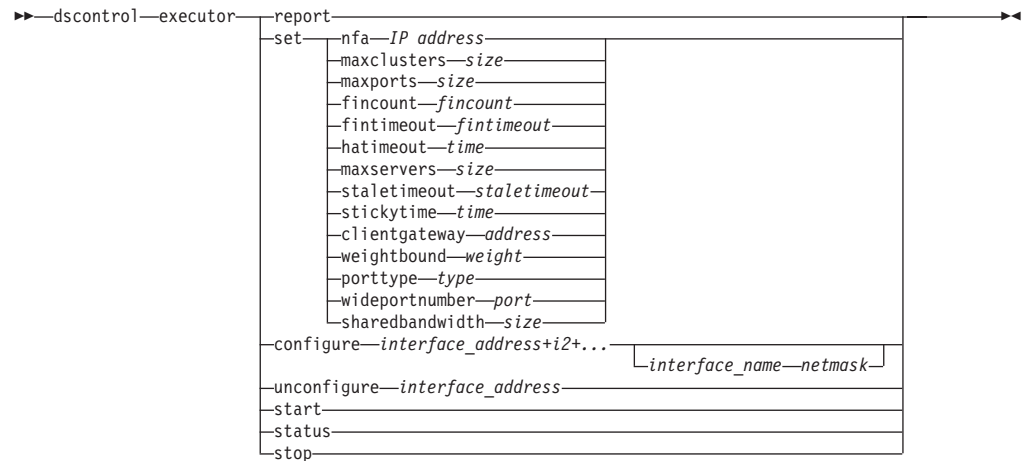 dscontrol executor report
set nfa IP address
maxclusters size
maxports size
fincount fincount
fintimeout fintimeout
hatimeout time
maxservers size
staletimeout staletimeout
stickytime time
clientgateway address
weightbound weight
porttype type
wideportnumber port
sharedbandwidth size
configure interface_address+i2+...
interface_name netmask
unconfigure interface_address
start
status
stop